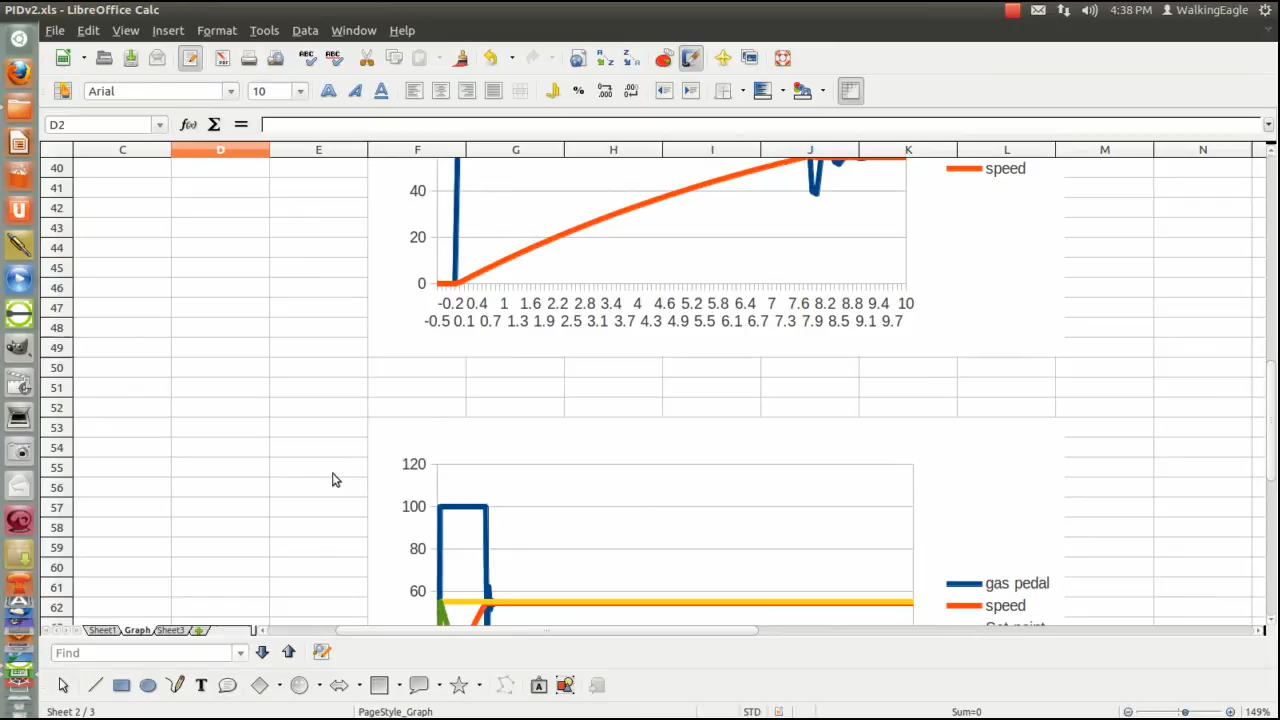 PIDv2.xls - LibreOffice Calc
4:38 PM WalkingEagle
File Edit View Insert Format Tools Data Window Help
Arial 10
D2
C D E F G H I J K L M N
40
41
42
43
44
45
46
47
48
49
50
51
52
53
54
55
56
57
58
59
60
61
62
40
20
0
-0.2 0.4 1 1.6 2.2 2.8 3.4 4 4.6 5.2 5.8 6.4 7 7.6 8.2 8.8 9.4 10
-0.5 0.1 0.7 1.3 1.9 2.5 3.1 3.7 4.3 4.9 5.5 6.1 6.7 7.3 7.9 8.5 9.1 9.7
speed
120
100
80
60
gas pedal
speed
Set point
Sheet1 Graph Sheet3
Find
Sheet 2 / 3 PageStyle_Graph STD Sum=0 149%